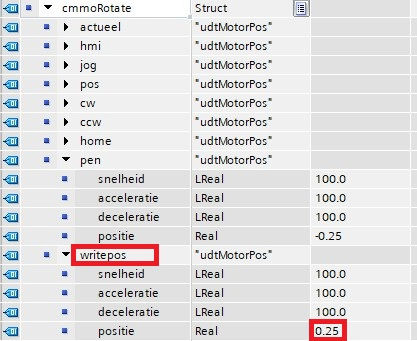 cmmoRotate Struct
actueel "udtMotorPos"
hmi "udtMotorPos"
jog "udtMotorPos"
pos "udtMotorPos"
cw "udtMotorPos"
ccw "udtMotorPos"
home "udtMotorPos"
pen "udtMotorPos"
snelheid LReal 100.0
acceleratie LReal 100.0
deceleratie LReal 100.0
positie Real -0.25
writepos "udtMotorPos"
snelheid LReal 100.0
acceleratie LReal 100.0
deceleratie LReal 100.0
positie Real 0.25